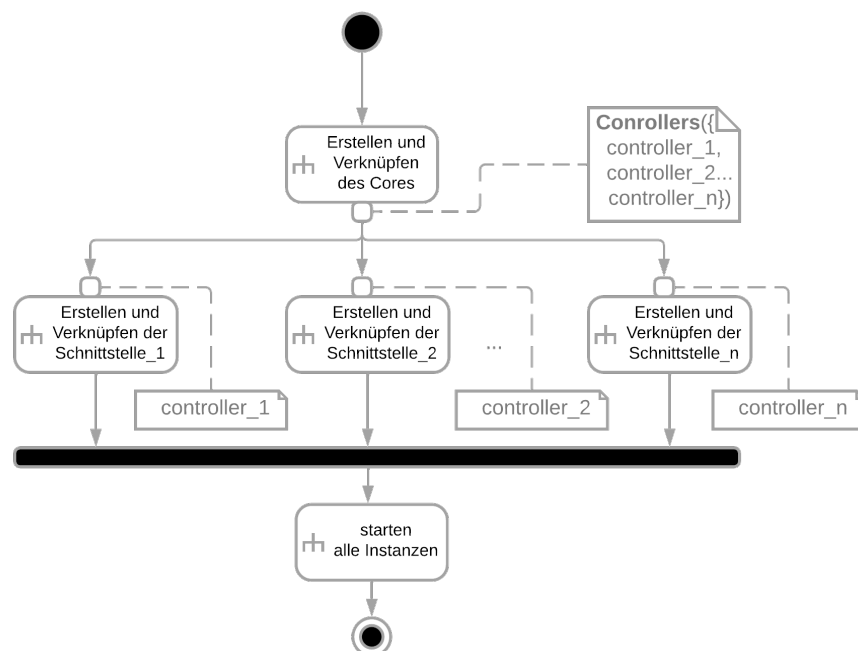 Erstellen und
Verknüpfen
des Cores
Conrollers({
controller_1,
controller_2...
controller_n})
Erstellen und
Verknüpfen der
Schnittstelle_1
Erstellen und
Verknüpfen der
Schnittstelle_2
...
Erstellen und
Verknüpfen der
Schnittstelle_n
controller_1
controller_2
controller_n
starten
alle Instanzen